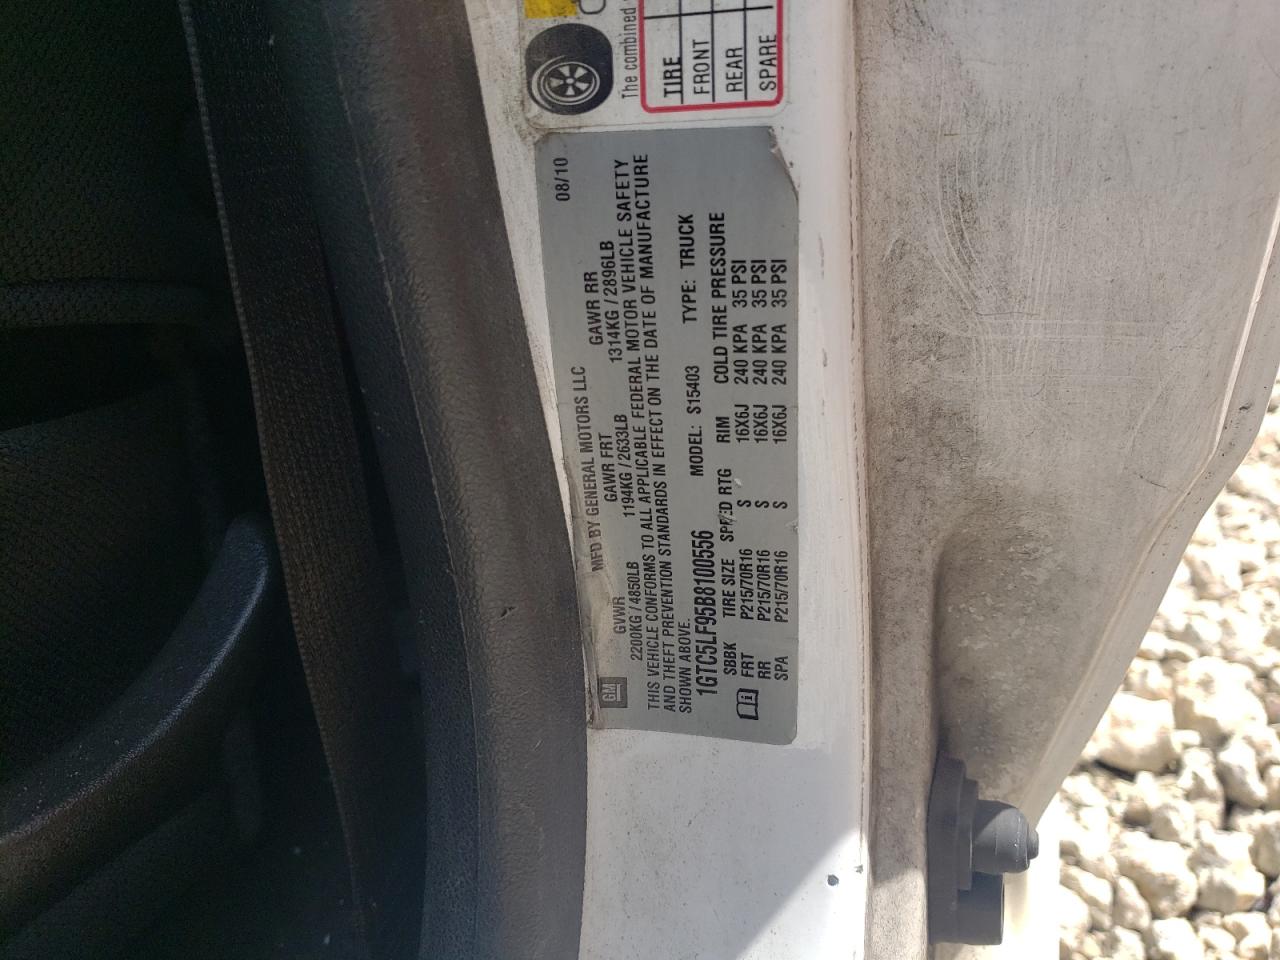 The combined
TIRE
FRONT
REAR
SPARE
08/10
MFD BY GENERAL MOTORS LLC
GM
GVWR GAWR FRT GAWR RR
2200KG / 4850LB 1194KG / 2633LB 1314KG / 2896LB
THIS VEHICLE CONFORMS TO ALL APPLICABLE FEDERAL MOTOR VEHICLE SAFETY
AND THEFT PREVENTION STANDARDS IN EFFECT ON THE DATE OF MANUFACTURE
SHOWN ABOVE.
1GTC5LF95B8100556 MODEL: S15403 TYPE: TRUCK
SBBK TIRE SIZE SPEED RTG RIM COLD TIRE PRESSURE
FRT P215/70R16 S 16X6J 240 KPA 35 PSI
RR P215/70R16 S 16X6J 240 KPA 35 PSI
SPA P215/70R16 S 16X6J 240 KPA 35 PSI